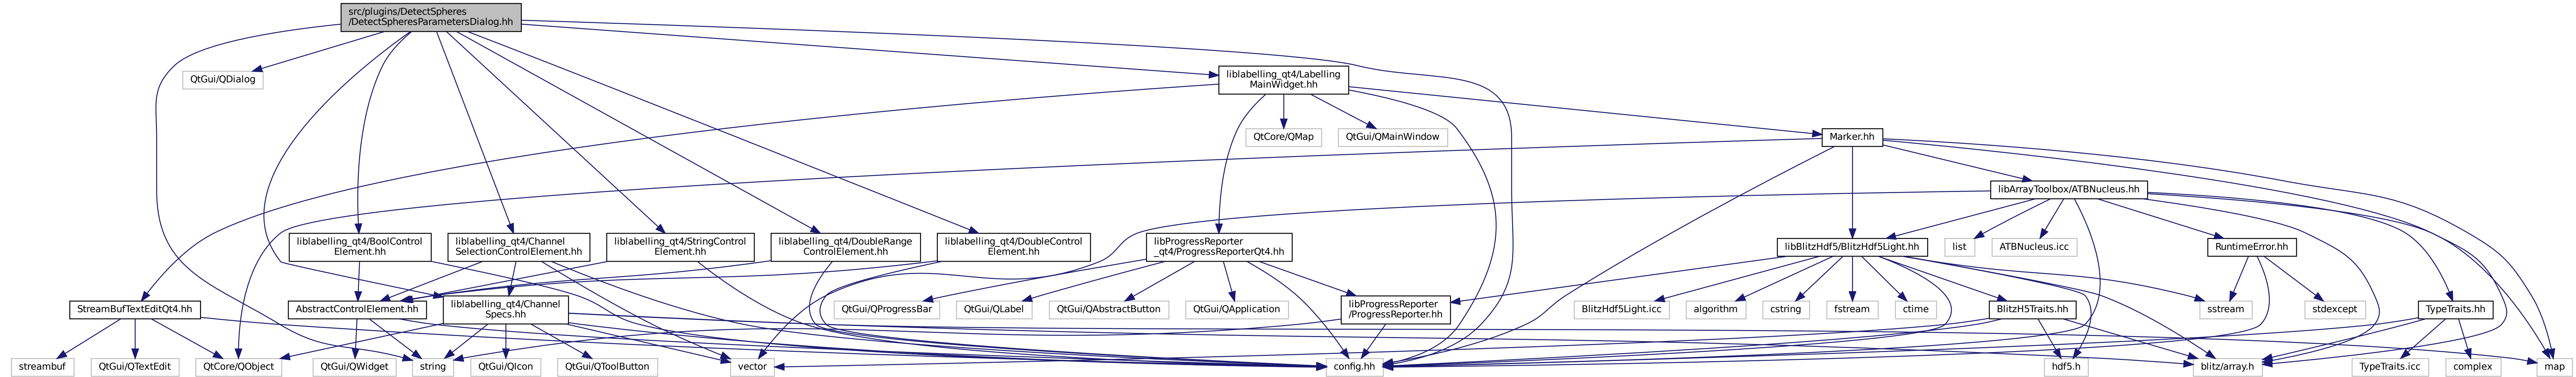 src/plugins/DetectSpheres
/DetectSpheresParametersDialog.hh
QtGui/QDialog
liblabelling_qt4/Labelling
MainWidget.hh
QtCore/QMap
QtGui/QMainWindow
Marker.hh
libArrayToolbox/ATBNucleus.hh
liblabelling_qt4/BoolControl
Element.hh
liblabelling_qt4/Channel
SelectionControlElement.hh
liblabelling_qt4/StringControl
Element.hh
liblabelling_qt4/DoubleRange
ControlElement.hh
liblabelling_qt4/DoubleControl
Element.hh
libProgressReporter
_qt4/ProgressReporterQt4.hh
libBlitzHdf5/BlitzHdf5Light.hh
list
ATBNucleus.icc
RuntimeError.hh
StreamBufTextEditQt4.hh
AbstractControlElement.hh
liblabelling_qt4/Channel
Specs.hh
QtGui/QProgressBar
QtGui/QLabel
QtGui/QAbstractButton
QtGui/QApplication
libProgressReporter
/ProgressReporter.hh
BlitzHdf5Light.icc
algorithm
cstring
fstream
ctime
BlitzH5Traits.hh
sstream
stdexcept
TypeTraits.hh
streambuf
QtGui/QTextEdit
QtCore/QObject
QtGui/QWidget
string
QtGui/QIcon
QtGui/QToolButton
vector
config.hh
hdf5.h
blitz/array.h
TypeTraits.icc
complex
map